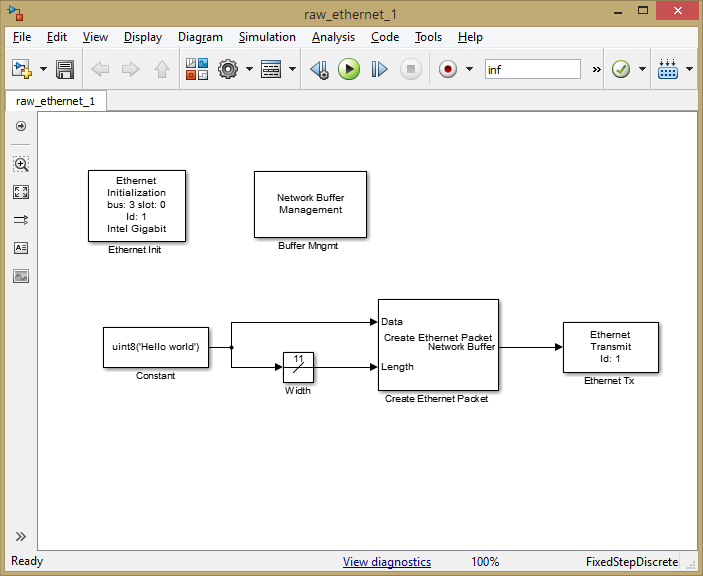 raw_ethernet_1
File Edit View Display Diagram Simulation Analysis Code Tools Help
inf
»
raw_ethernet_1
Ethernet
Initialization
bus: 3 slot: 0
Id: 1
Intel Gigabit
Ethernet Init
Network Buffer
Management
Buffer Mngmt
uint8('Hello world')
Constant
11
Width
Data
Create Ethernet Packet
Network Buffer
Length
Create Ethernet Packet
Ethernet
Transmit
Id: 1
Ethernet Tx
Ready View diagnostics 100% FixedStepDiscrete